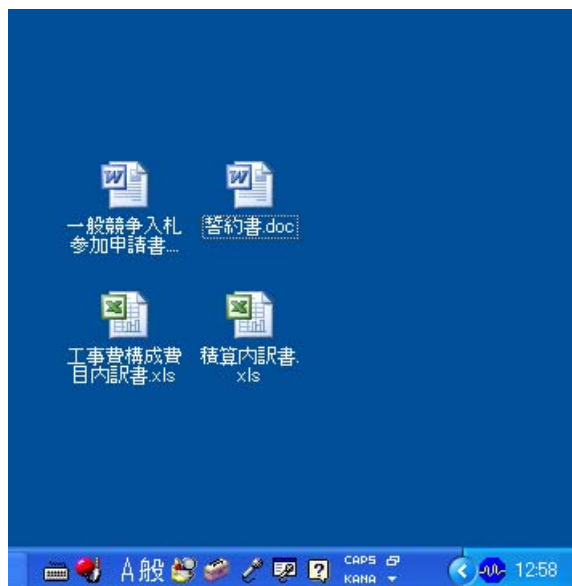 一般競争入札
参加申請書....
誓約書.doc
工事費構成費
目内訳書.xls
積算内訳書.
xls
A般
CAPS
KANA
12:58